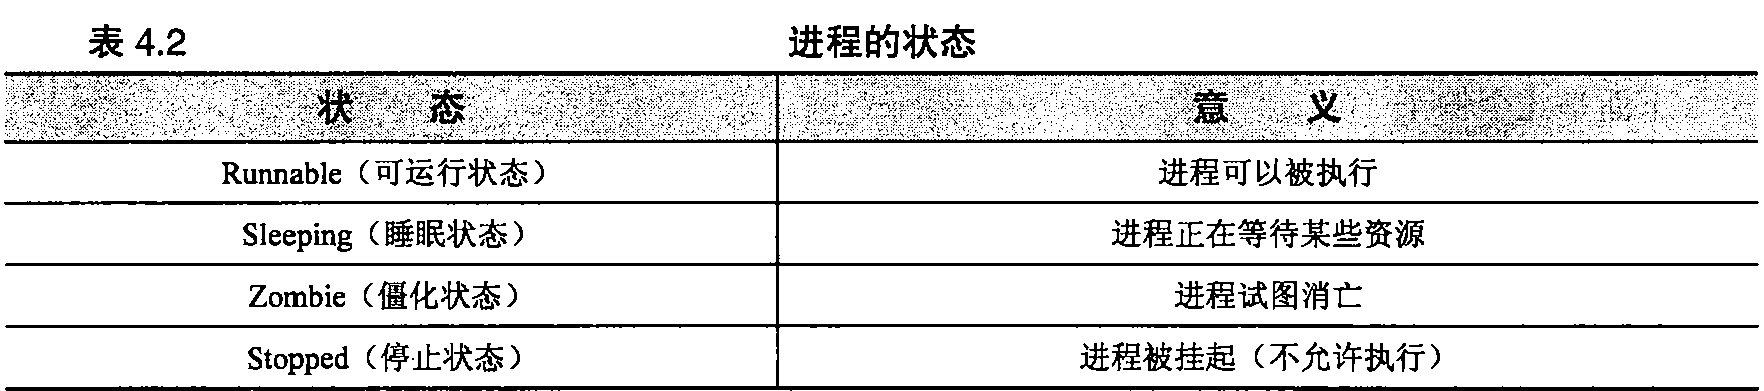 表 4.2 进程的状态
状 态 意 义
Runnable（可运行状态） 进程可以被执行
Sleeping（睡眠状态） 进程正在等待某些资源
Zombie（僵化状态） 进程试图消亡
Stopped（停止状态） 进程被挂起（不允许执行）